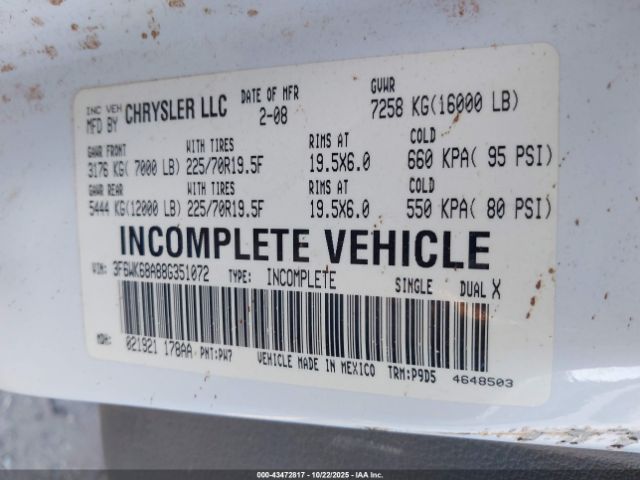 INC VEH MFD BY CHRYSLER LLC DATE OF MFR 2-08 GVWR 7258 KG(16000 LB)
GAWR FRONT WITH TIRES RIMS AT COLD
3176 KG( 7000 LB) 225/70R19.5F 19.5X6.0 660 KPA( 95 PSI)
GAWR REAR WITH TIRES RIMS AT COLD
5444 KG(12000 LB) 225/70R19.5F 19.5X6.0 550 KPA( 80 PSI)
INCOMPLETE VEHICLE
VIN: 3F6WK68A88G351072 TYPE: INCOMPLETE SINGLE DUAL X
MDH: 021921 178AA PNT:PW7 VEHICLE MADE IN MEXICO TRM:P9D5 4648503
000-43472817 - 10/22/2025 - IAA Inc.